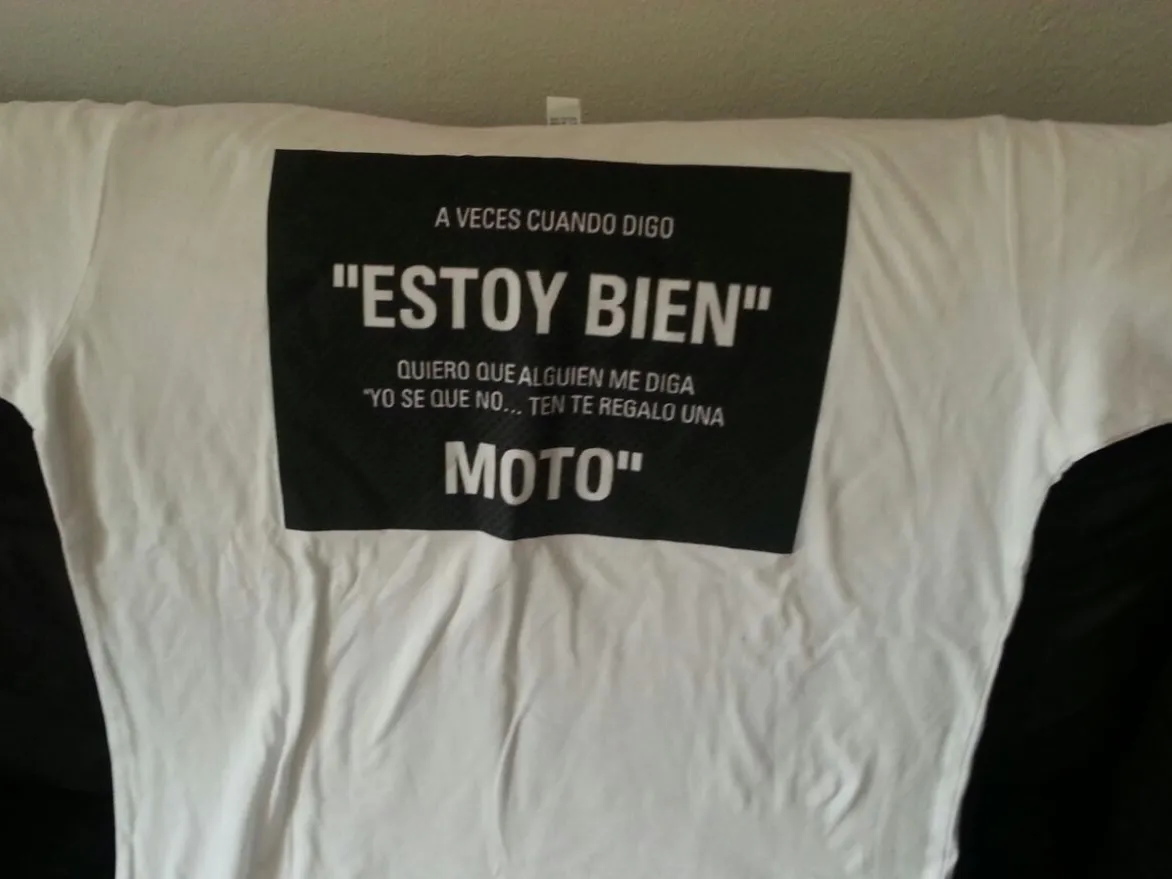 A VECES CUANDO DIGO
"ESTOY BIEN"
QUIERO QUE ALGUIEN ME DIGA
"YO SE QUE NO... TEN TE REGALO UNA
MOTO"